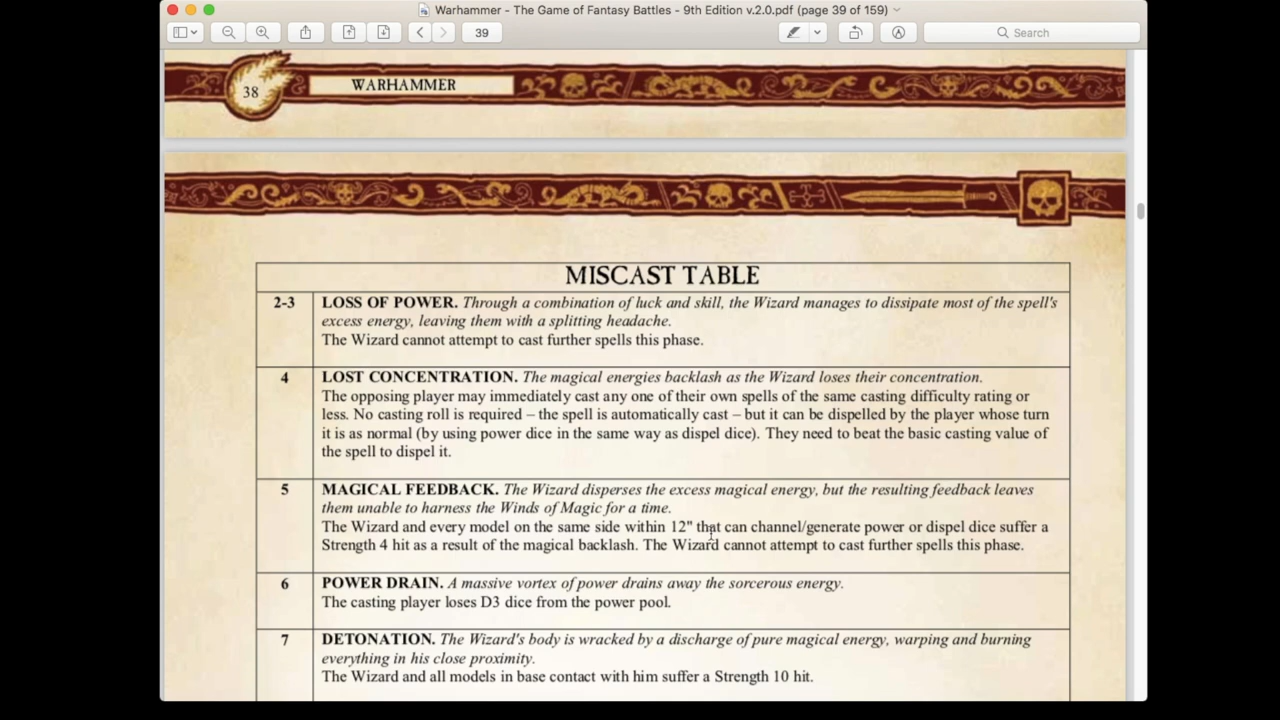 Warhammer - The Game of Fantasy Battles - 9th Edition v.2.0.pdf (page 39 of 159)
39
Search
38
WARHAMMER
MISCAST TABLE
2-3
LOSS OF POWER. Through a combination of luck and skill, the Wizard manages to dissipate most of the spell's
excess energy, leaving them with a splitting headache.
The Wizard cannot attempt to cast further spells this phase.
4
LOST CONCENTRATION. The magical energies backlash as the Wizard loses their concentration.
The opposing player may immediately cast any one of their own spells of the same casting difficulty rating or
less. No casting roll is required – the spell is automatically cast – but it can be dispelled by the player whose turn
it is as normal (by using power dice in the same way as dispel dice). They need to beat the basic casting value of
the spell to dispel it.
5
MAGICAL FEEDBACK. The Wizard disperses the excess magical energy, but the resulting feedback leaves
them unable to harness the Winds of Magic for a time.
The Wizard and every model on the same side within 12" that can channel/generate power or dispel dice suffer a
Strength 4 hit as a result of the magical backlash. The Wizard cannot attempt to cast further spells this phase.
6
POWER DRAIN. A massive vortex of power drains away the sorcerous energy.
The casting player loses D3 dice from the power pool.
7
DETONATION. The Wizard's body is wracked by a discharge of pure magical energy, warping and burning
everything in his close proximity.
The Wizard and all models in base contact with him suffer a Strength 10 hit.